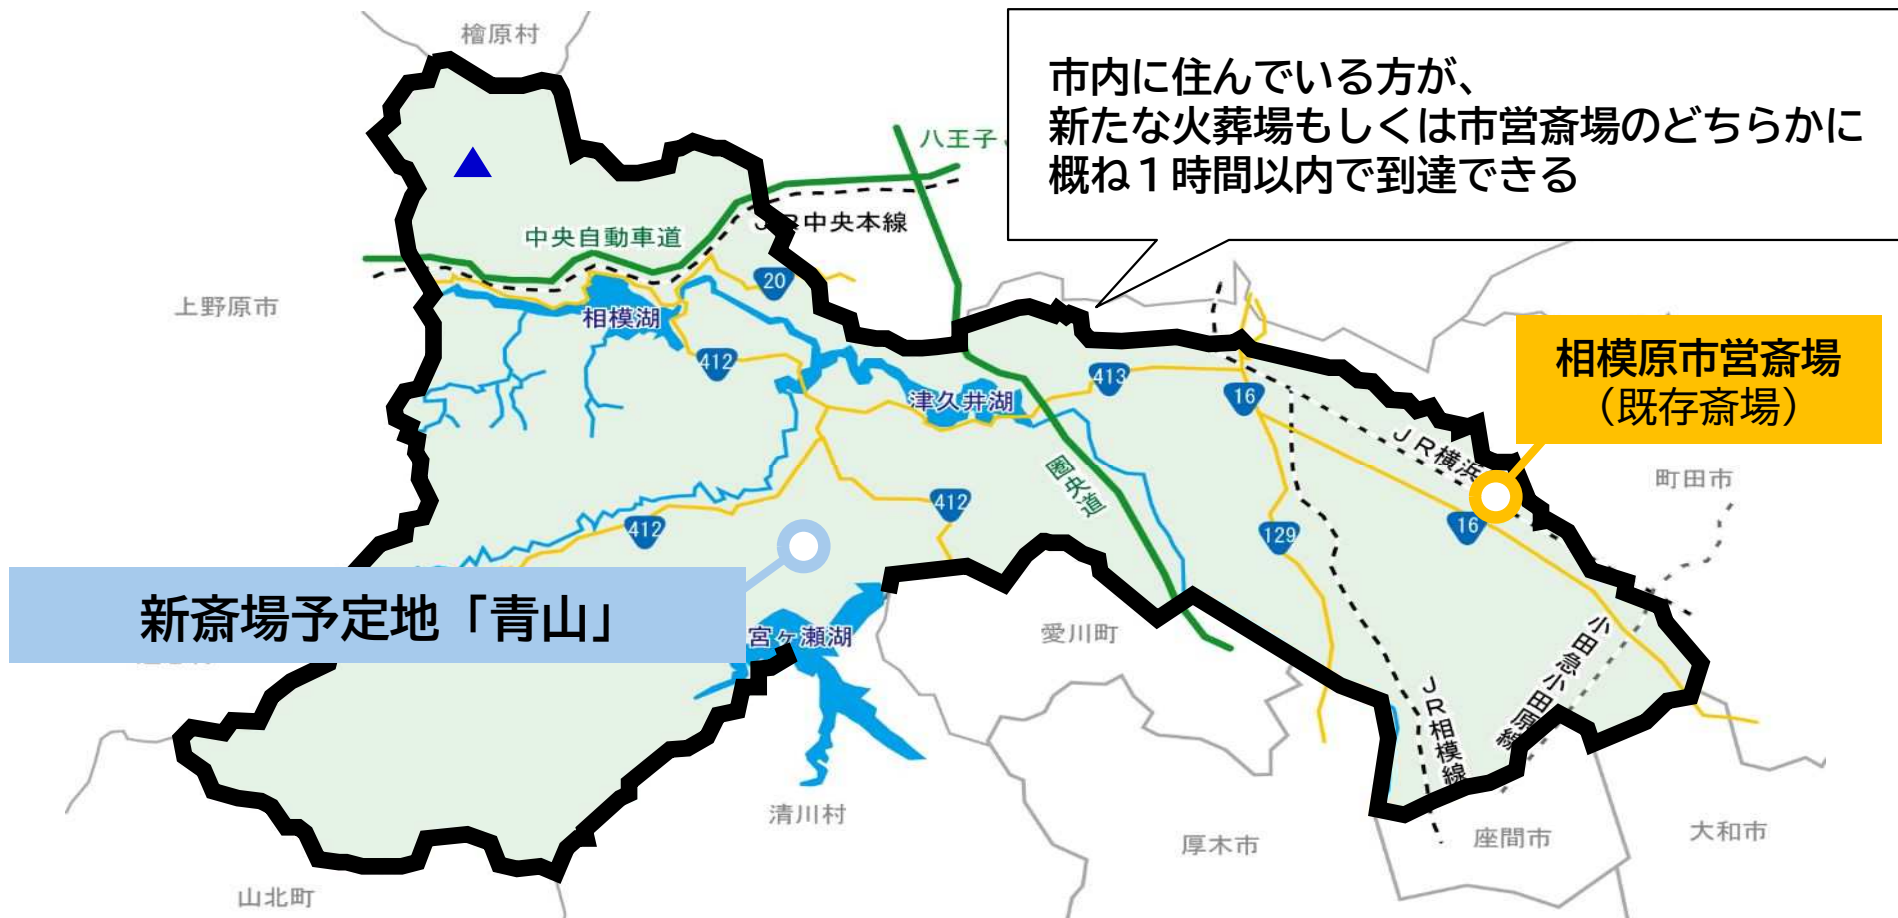 檜原村
市内に住んでいる方が、
新たな火葬場もしくは市営斎場のどちらかに
概ね1時間以内で到達できる
八王子
JR中央本線
中央自動車道
20
上野原市
相模湖
412
413
津久井湖
16
相模原市営斎場
（既存斎場）
JR横浜
町田市
圏央道
412
412
16
129
新斎場予定地「青山」
宮ヶ瀬湖
愛川町
小田急小田原線
JR相模線
清川村
厚木市
座間市
大和市
山北町